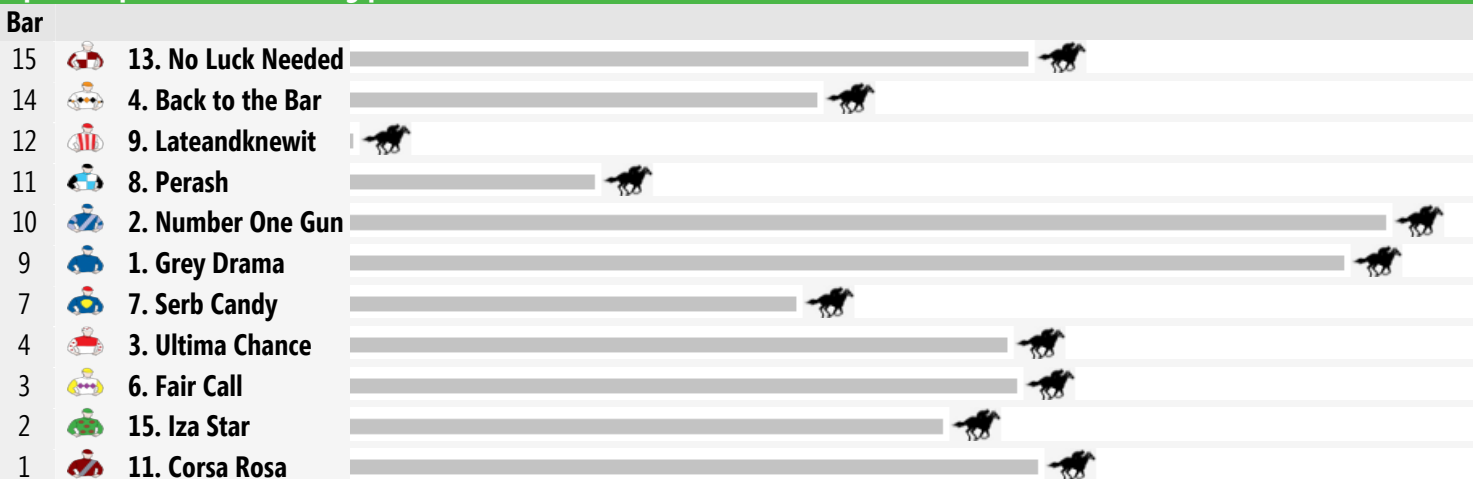 Bar
15 13. No Luck Needed
14 4. Back to the Bar
12 9. Lateandknewit
11 8. Perash
10 2. Number One Gun
9 1. Grey Drama
7 7. Serb Candy
4 3. Ultima Chance
3 6. Fair Call
2 15. Iza Star
1 11. Corsa Rosa